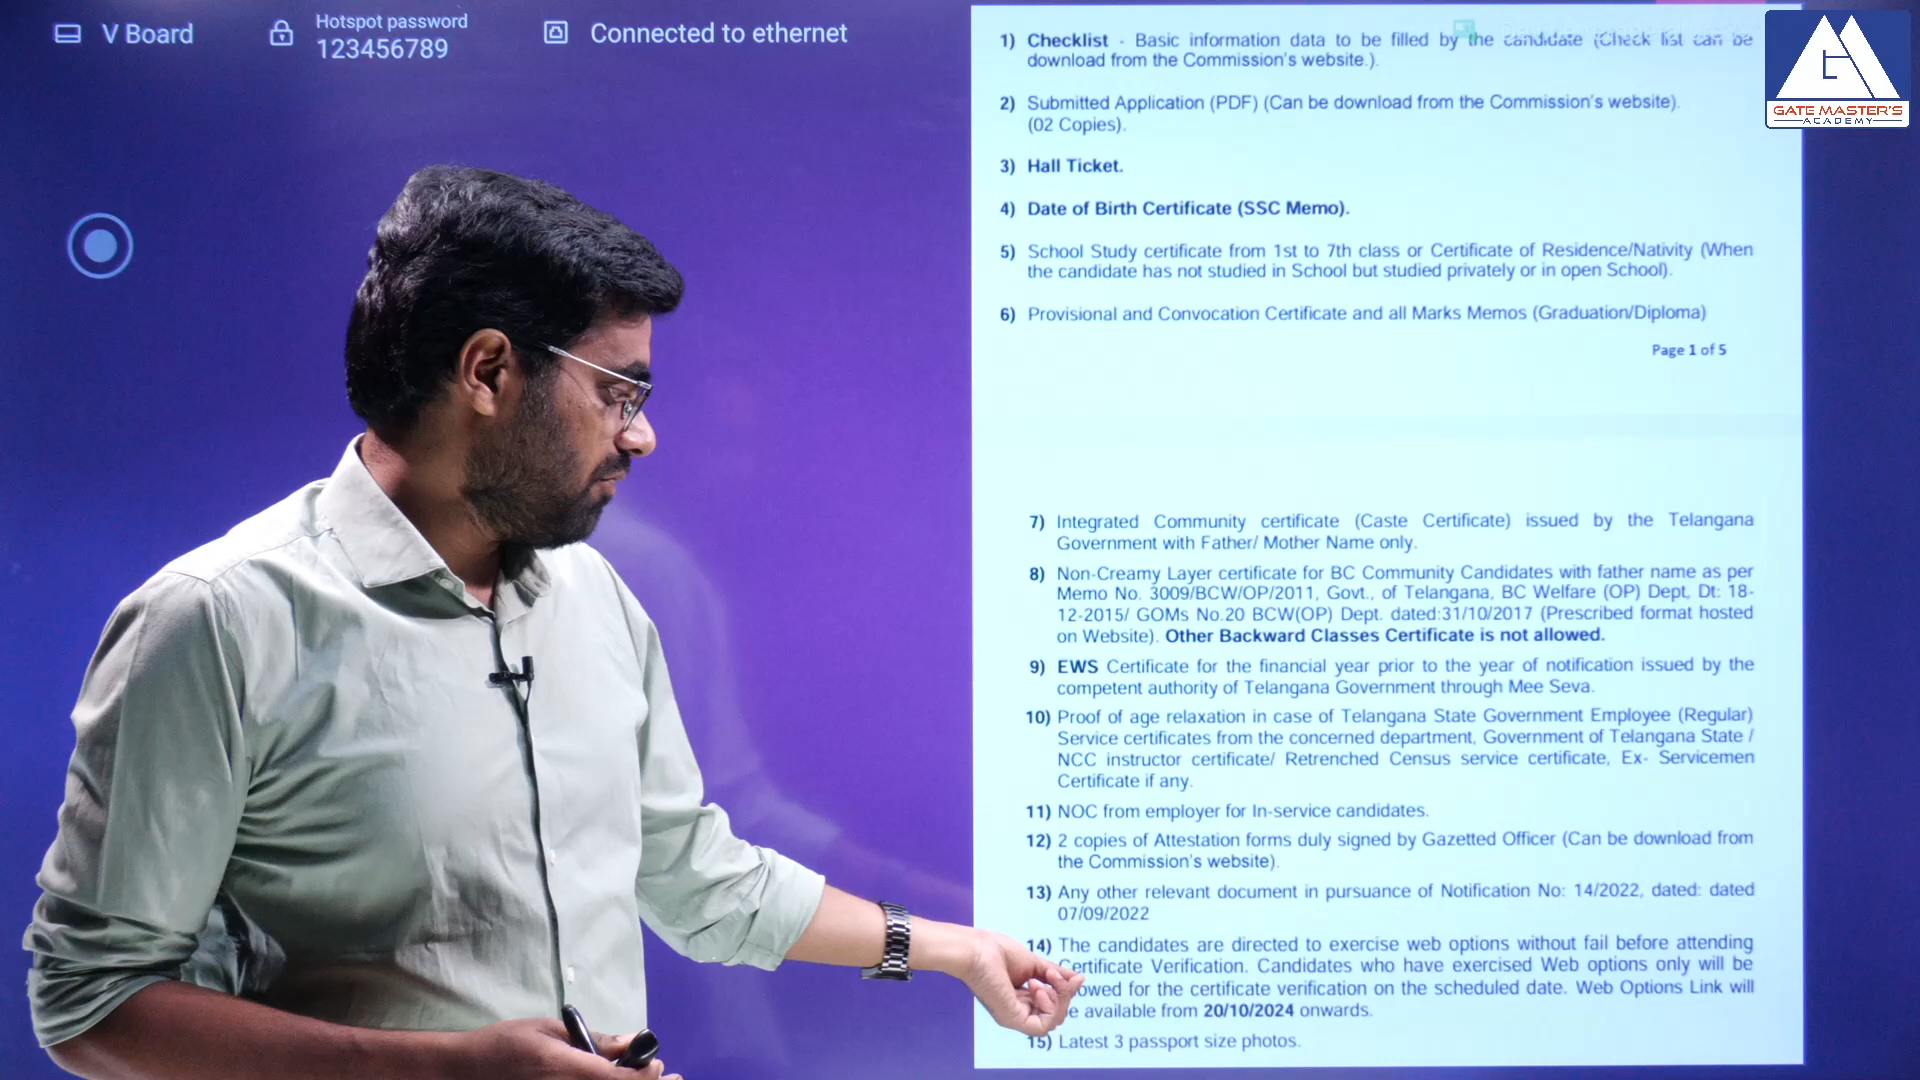 V Board
Hotspot password
123456789
Connected to ethernet
1) Checklist - Basic information data to be filled by the candidate (Check list can be
download from the Commission's website.).
2) Submitted Application (PDF) (Can be download from the Commission's website).
(02 Copies).
3) Hall Ticket.
4) Date of Birth Certificate (SSC Memo).
5) School Study certificate from 1st to 7th class or Certificate of Residence/Nativity (When
the candidate has not studied in School but studied privately or in open School).
6) Provisional and Convocation Certificate and all Marks Memos (Graduation/Diploma)
Page 1 of 5
7) Integrated Community certificate (Caste Certificate) issued by the Telangana
Government with Father/ Mother Name only.
8) Non-Creamy Layer certificate for BC Community Candidates with father name as per
Memo No. 3009/BCW/OP/2011, Govt., of Telangana, BC Welfare (OP) Dept, Dt: 18-
12-2015/ GOMs No.20 BCW(OP) Dept. dated:31/10/2017 (Prescribed format hosted
on Website). Other Backward Classes Certificate is not allowed.
9) EWS Certificate for the financial year prior to the year of notification issued by the
competent authority of Telangana Government through Mee Seva.
10) Proof of age relaxation in case of Telangana State Government Employee (Regular)
Service certificates from the concerned department, Government of Telangana State /
NCC instructor certificate/ Retrenched Census service certificate, Ex- Servicemen
Certificate if any.
11) NOC from employer for In-service candidates.
12) 2 copies of Attestation forms duly signed by Gazetted Officer (Can be download from
the Commission's website).
13) Any other relevant document in pursuance of Notification No: 14/2022, dated: dated
07/09/2022
14) The candidates are directed to exercise web options without fail before attending
Certificate Verification. Candidates who have exercised Web options only will be
owed for the certificate verification on the scheduled date. Web Options Link will
e available from 20/10/2024 onwards.
15) Latest 3 passport size photos.
GATE MASTER'S
ACADEMY